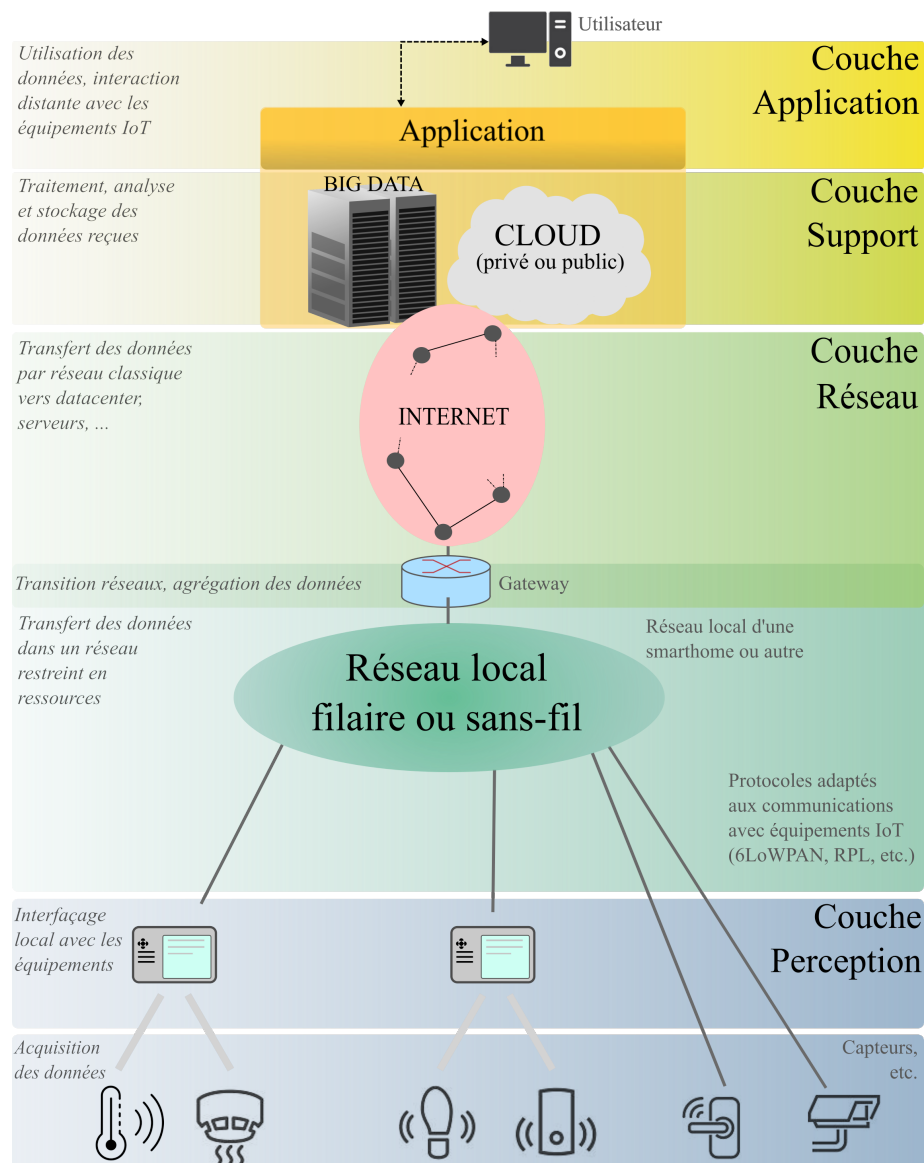 Utilisateur
Utilisation des
données, interaction
distante avec les
équipements IoT
Couche
Application
Application
Traitement, analyse
et stockage des
données reçues
BIG DATA
CLOUD
(privé ou public)
Couche
Support
Transfert des données
par réseau classique
vers datacenter,
serveurs, ...
INTERNET
Couche
Réseau
Transition réseaux, agrégation des données
Gateway
Transfert des données
dans un réseau
restreint en
ressources
Réseau local
filaire ou sans-fil
Réseau local d'une
smarthome ou autre
Protocoles adaptés
aux communications
avec équipements IoT
(6LoWPAN, RPL, etc.)
Interfaçage
local avec les
équipements
Couche
Perception
Acquisition
des données
Capteurs,
etc.